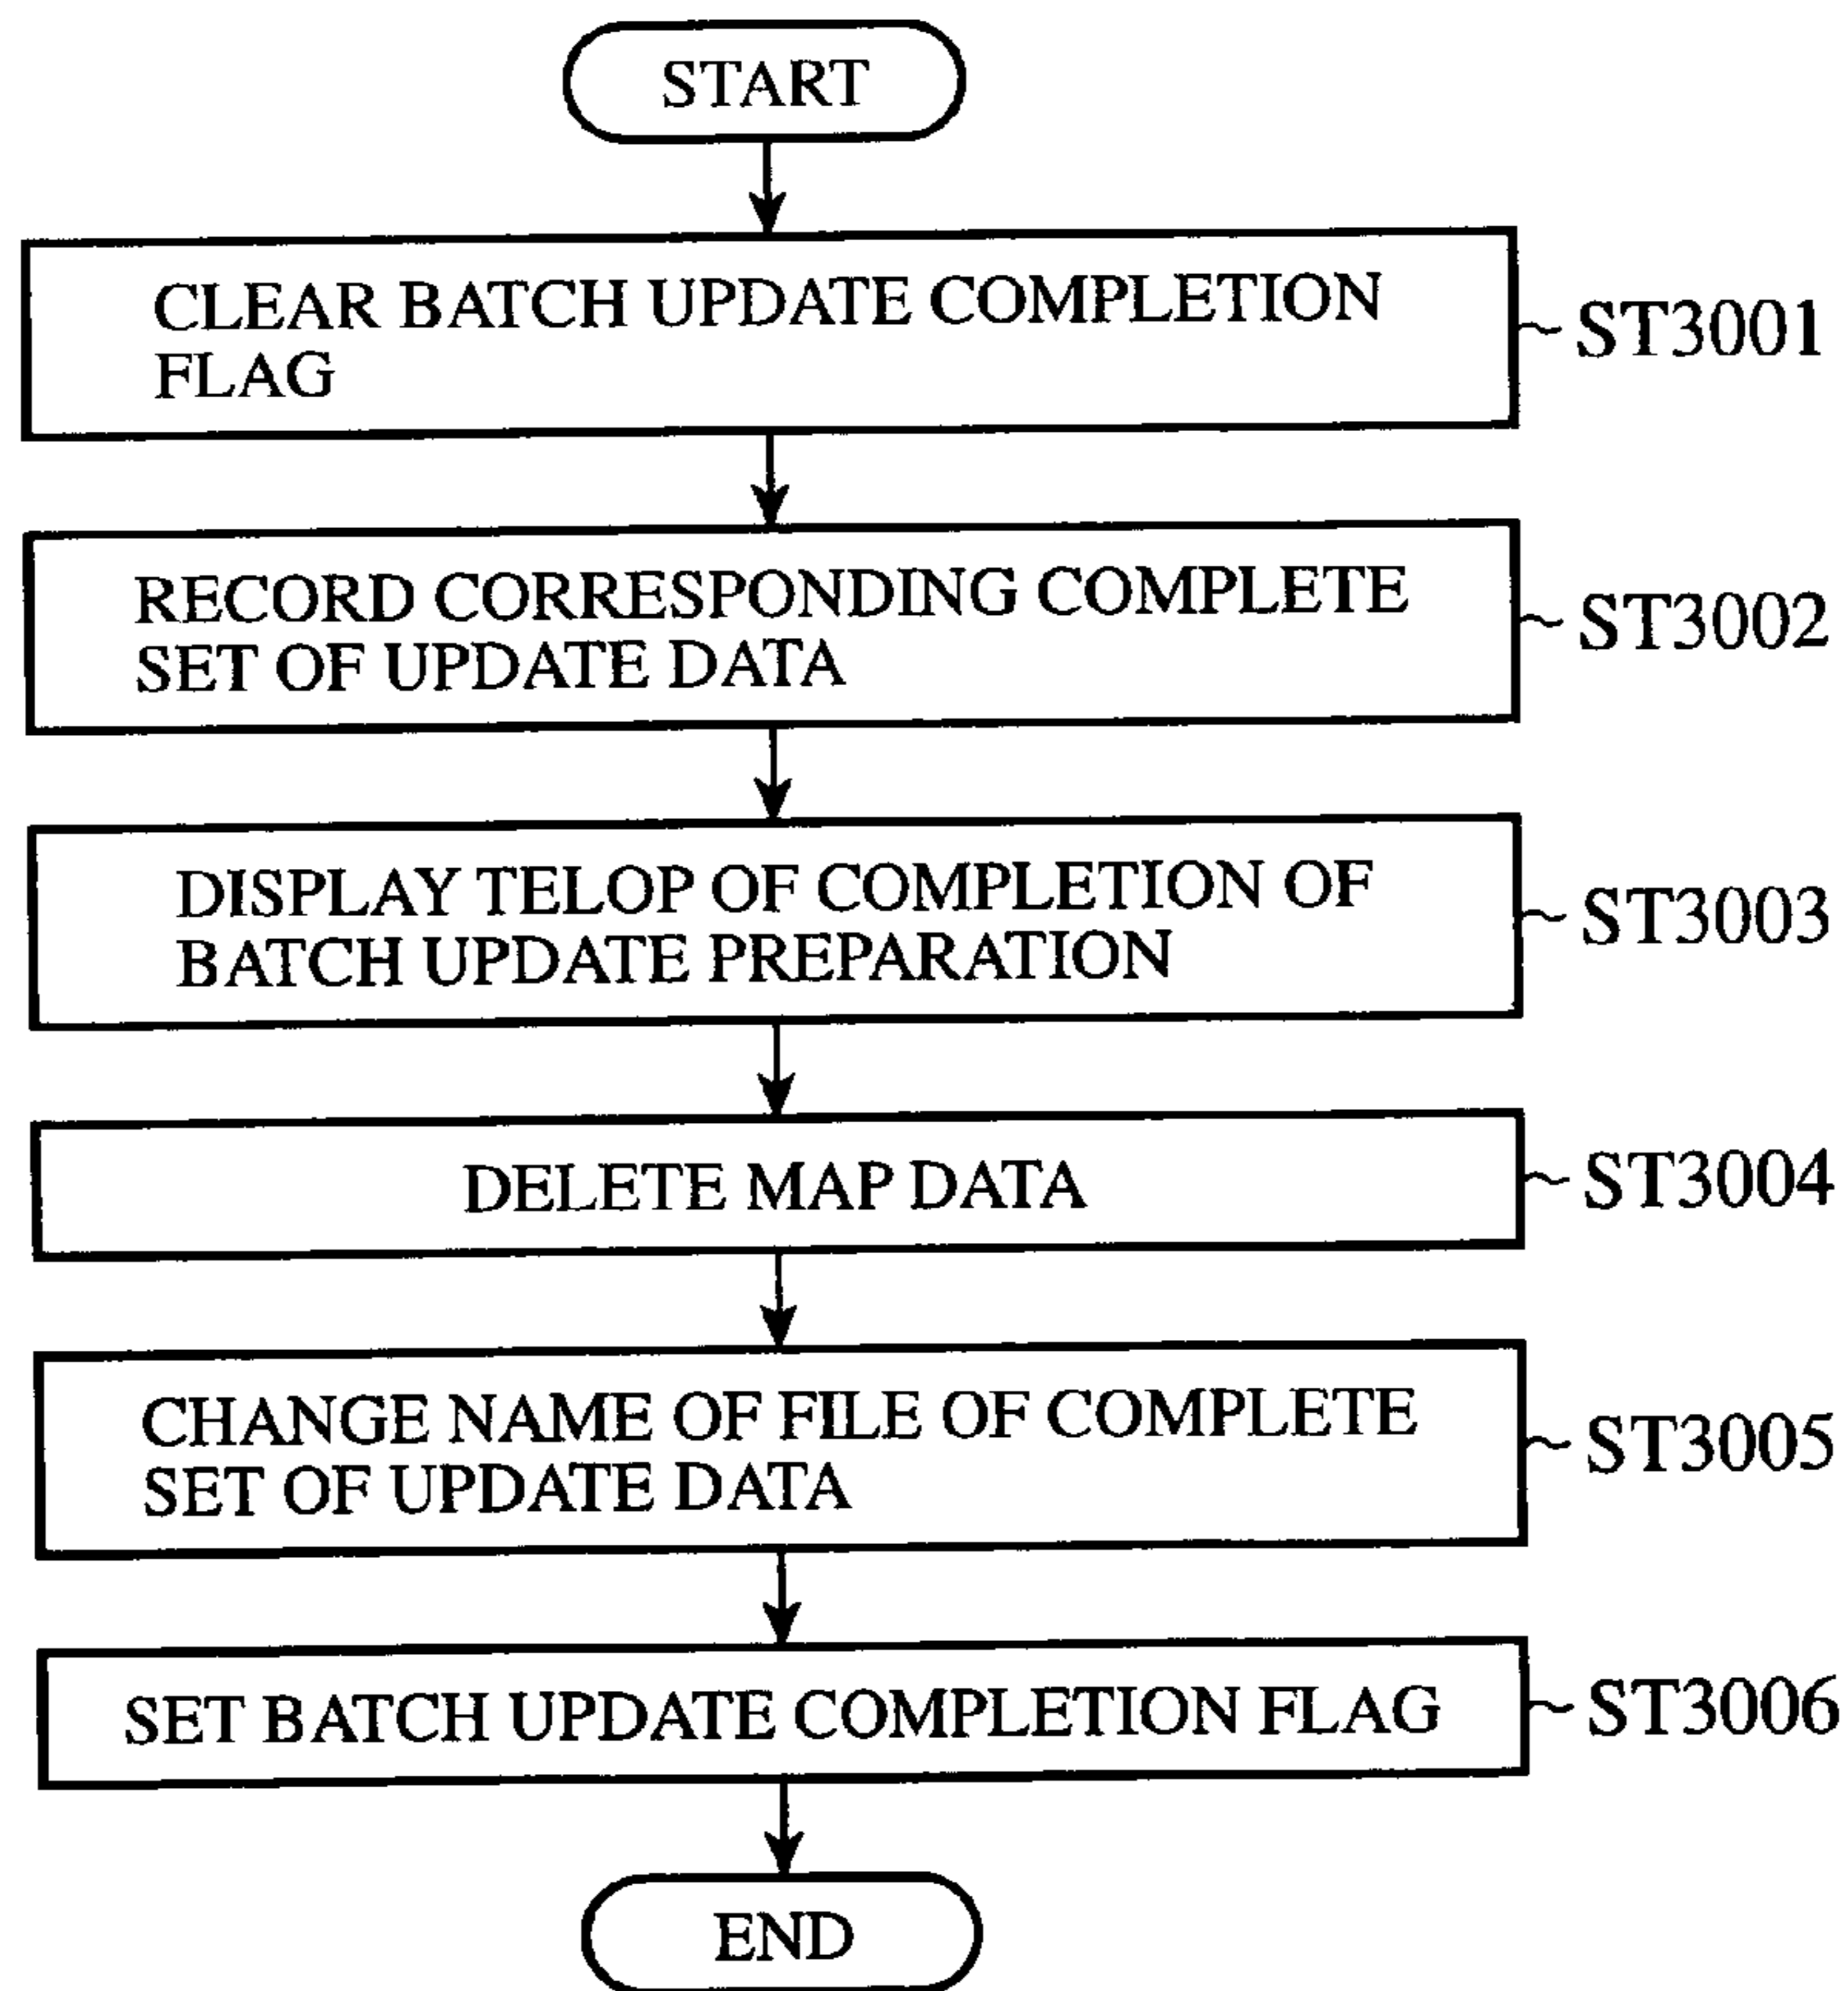 START
CLEAR BATCH UPDATE COMPLETION
FLAG
ST3001
RECORD CORRESPONDING COMPLETE
SET OF UPDATE DATA
ST3002
DISPLAY TELOP OF COMPLETION OF
BATCH UPDATE PREPARATION
ST3003
DELETE MAP DATA
ST3004
CHANGE NAME OF FILE OF COMPLETE
SET OF UPDATE DATA
ST3005
SET BATCH UPDATE COMPLETION FLAG
ST3006
END